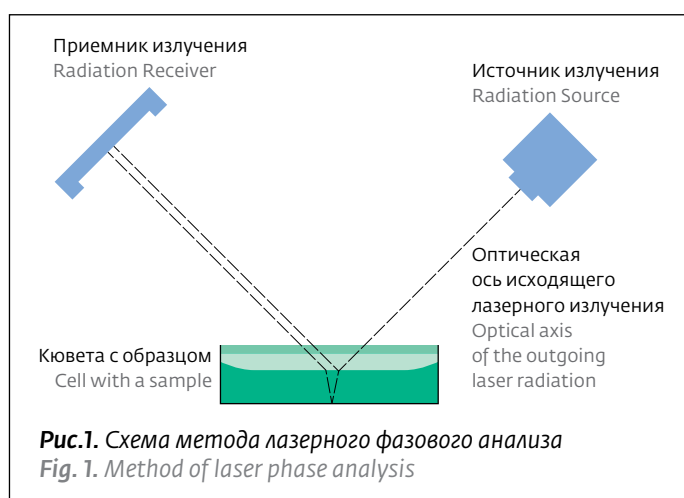 Приемник излучения
Radiation Receiver
Источник излучения
Radiation Source
Оптическая
ось исходящего
лазерного излучения
Optical axis
of the outgoing
laser radiation
Кювета с образцом
Cell with a sample
Рис.1. Схема метода лазерного фазового анализа
Fig. 1. Method of laser phase analysis